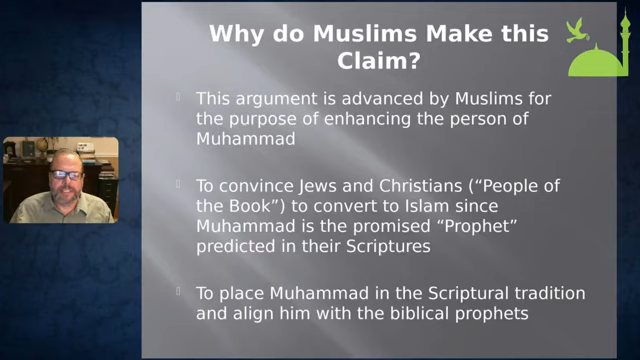 Why do Muslims Make this
Claim?
This argument is advanced by Muslims for
the purpose of enhancing the person of
Muhammad
To convince Jews and Christians (“People of
the Book”) to convert to Islam since
Muhammad is the promised “Prophet”
predicted in their Scriptures
To place Muhammad in the Scriptural tradition
and align him with the biblical prophets